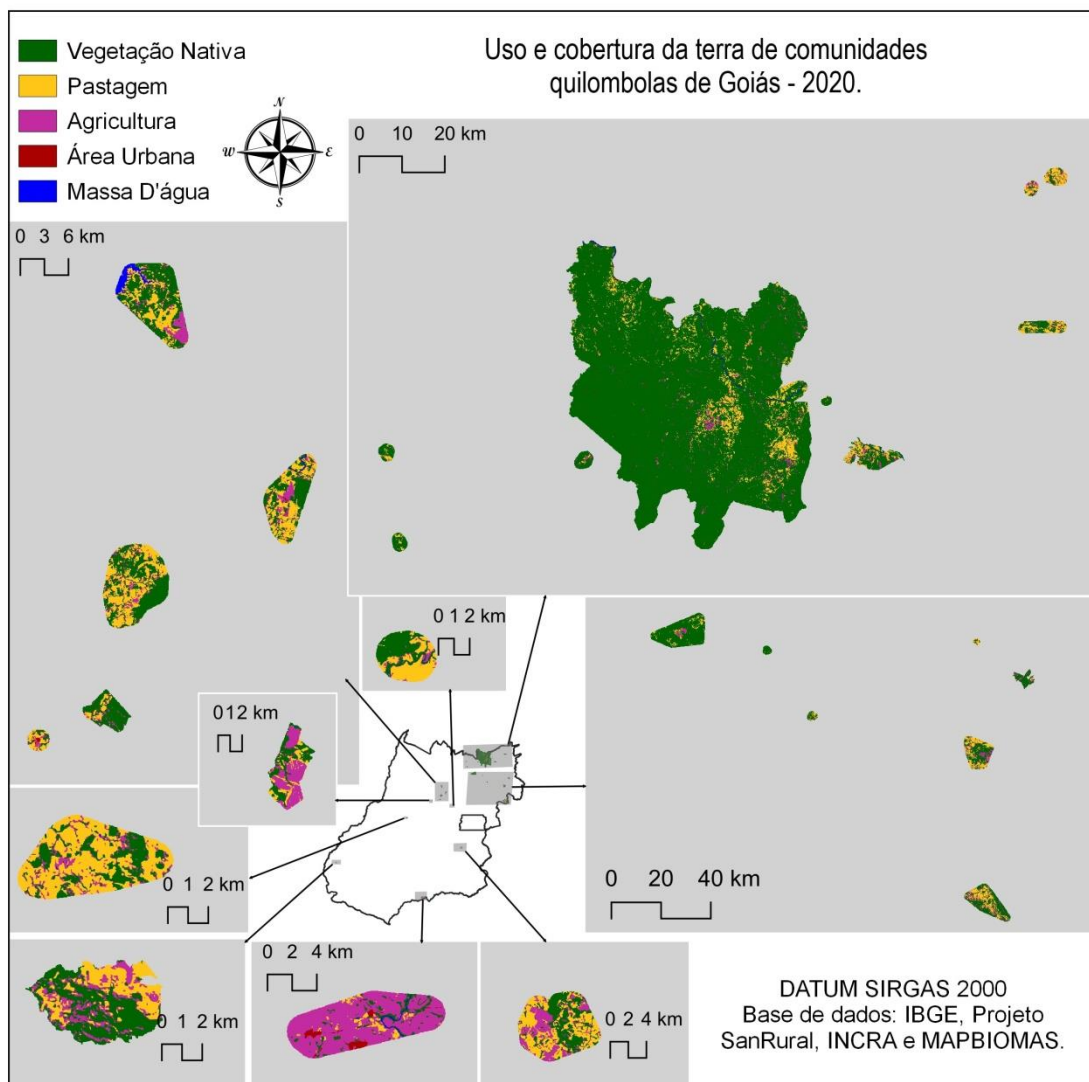 Vegetação Nativa
Pastagem
Agricultura
Área Urbana
Massa D'água
N
W
E
S
Uso e cobertura da terra de comunidades
quilombolas de Goiás - 2020.
0 10 20 km
0 3 6 km
0 1 2 km
012 km
0 1 2 km
0 20 40 km
0 1 2 km
0 2 4 km
0 2 4 km
DATUM SIRGAS 2000
Base de dados: IBGE, Projeto
SanRural, INCRA e MAPBIOMAS.